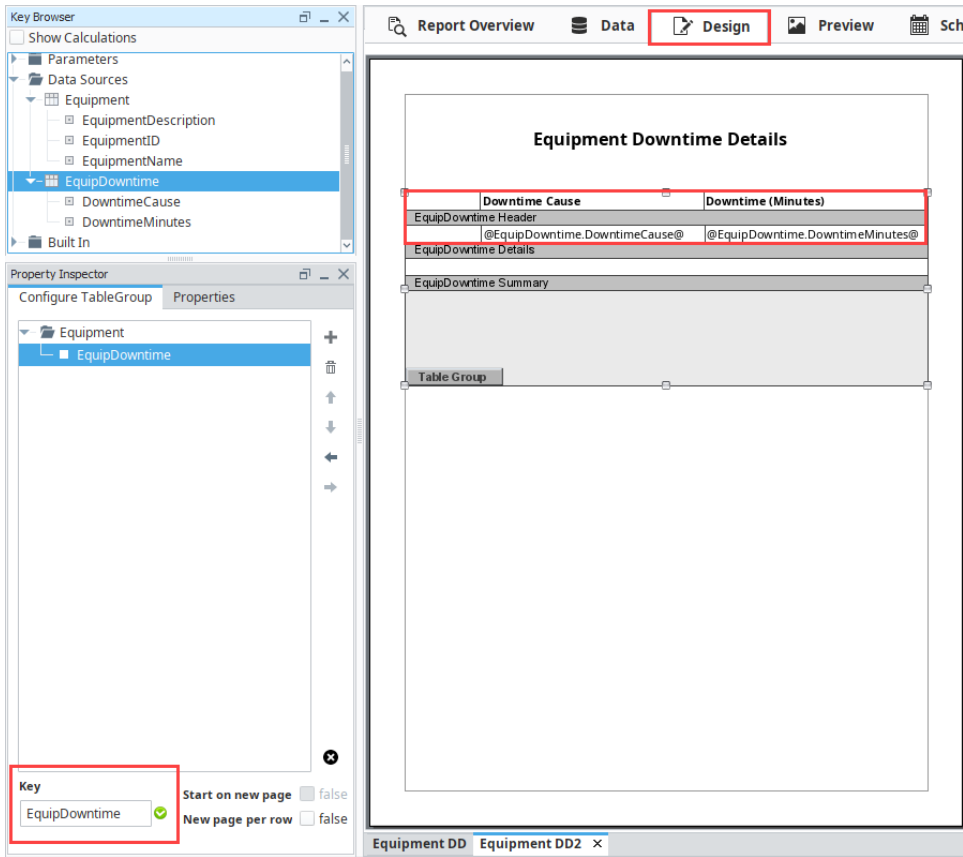 Key Browser
Show Calculations
Parameters
Data Sources
Equipment
EquipmentDescription
EquipmentID
EquipmentName
EquipDowntime
DowntimeCause
DowntimeMinutes
Built In
Property Inspector
Configure TableGroup Properties
Equipment
EquipDowntime
Key
EquipDowntime
Start on new page false
New page per row false
Report Overview Data Design Preview Sch
Equipment Downtime Details
Downtime Cause Downtime (Minutes)
EquipDowntime Header
@EquipDowntime.DowntimeCause@ @EquipDowntime.DowntimeMinutes@
EquipDowntime Details
EquipDowntime Summary
Table Group
Equipment DD Equipment DD2